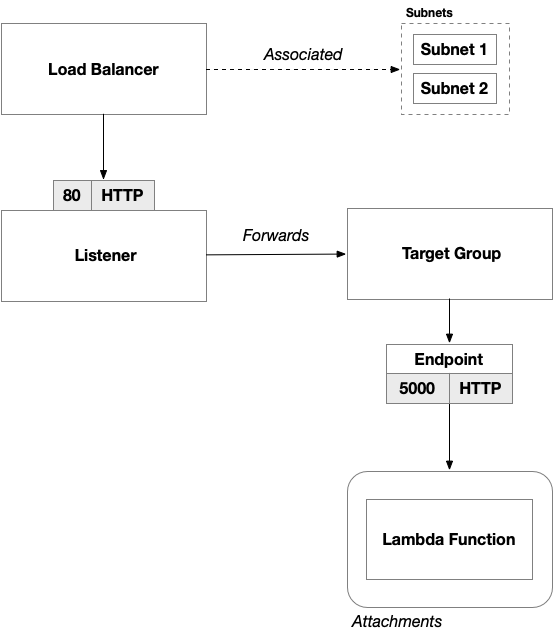 Subnets
Load Balancer
Associated
Subnet 1
Subnet 2
80 HTTP
Listener
Forwards
Target Group
Endpoint
5000 HTTP
Lambda Function
Attachments